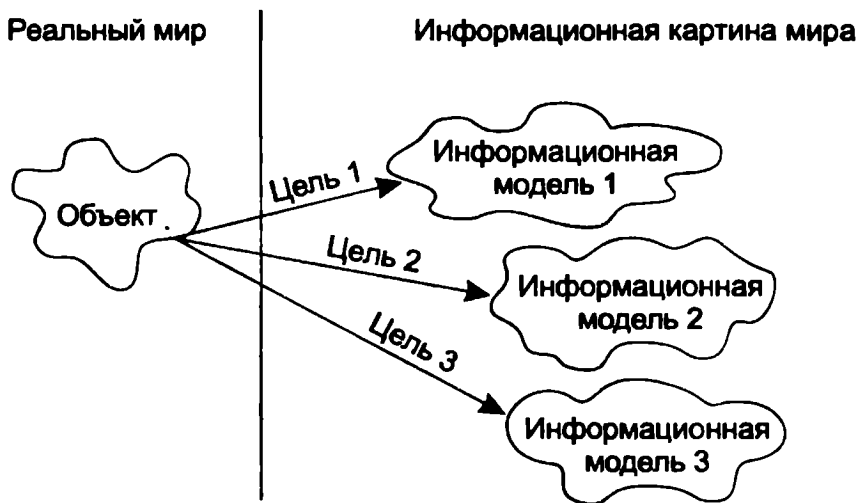 Реальный мир
Информационная картина мира
Объект
Цель 1
Информационная
модель 1
Цель 2
Информационная
модель 2
Цель 3
Информационная
модель 3